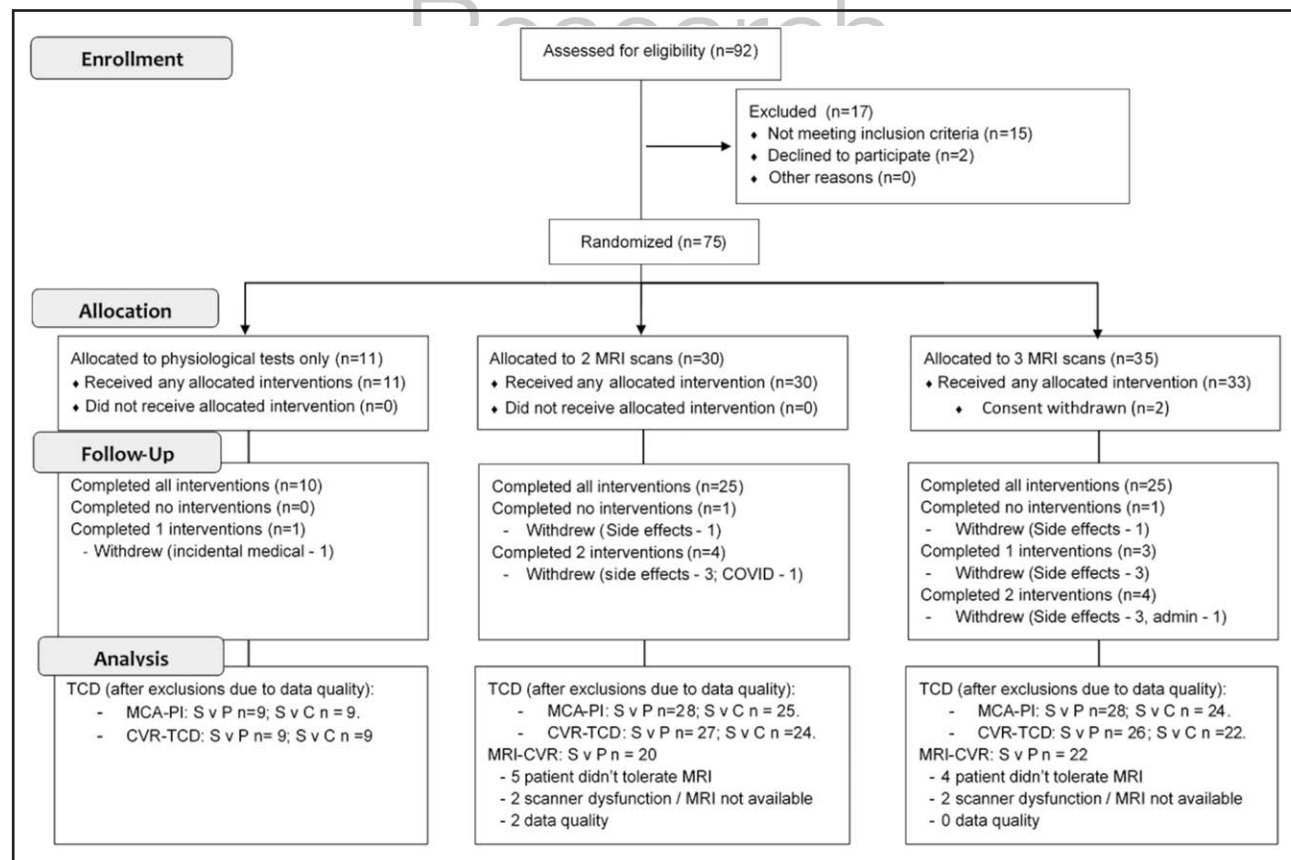 Research
Enrollment
Assessed for eligibility (n=92)
Excluded (n=17)
♦ Not meeting inclusion criteria (n=15)
♦ Declined to participate (n=2)
♦ Other reasons (n=0)
Randomized (n=75)
Allocation
Allocated to physiological tests only (n=11)
♦ Received any allocated interventions (n=11)
♦ Did not receive allocated intervention (n=0)
Allocated to 2 MRI scans (n=30)
♦ Received any allocated intervention (n=30)
♦ Did not receive allocated intervention (n=0)
Allocated to 3 MRI scans (n=35)
♦ Received any allocated intervention (n=33)
♦ Consent withdrawn (n=2)
Follow-Up
Completed all interventions (n=10)
Completed no interventions (n=0)
Completed 1 interventions (n=1)
- Withdrew (incidental medical - 1)
Completed all interventions (n=25)
Completed no interventions (n=1)
- Withdrew (Side effects - 1)
Completed 2 interventions (n=4)
- Withdrew (side effects - 3; COVID - 1)
Completed all interventions (n=25)
Completed no interventions (n=1)
- Withdrew (Side effects - 1)
Completed 1 interventions (n=3)
- Withdrew (Side effects - 3)
Completed 2 interventions (n=4)
- Withdrew (Side effects - 3, admin - 1)
Analysis
TCD (after exclusions due to data quality):
- MCA-PI: S v P n=9; S v C n = 9.
- CVR-TCD: S v P n= 9; S v C n =9
TCD (after exclusions due to data quality):
- MCA-PI: S v P n=28; S v C n = 25.
- CVR-TCD: S v P n= 27; S v C n =24.
MRI-CVR: S v P n = 20
- 5 patient didn't tolerate MRI
- 2 scanner dysfunction / MRI not available
- 2 data quality
TCD (after exclusions due to data quality):
- MCA-PI: S v P n=28; S v C n = 24.
- CVR-TCD: S v P n= 26; S v C n =22.
MRI-CVR: S v P n = 22
- 4 patient didn't tolerate MRI
- 2 scanner dysfunction / MRI not available
- 0 data quality